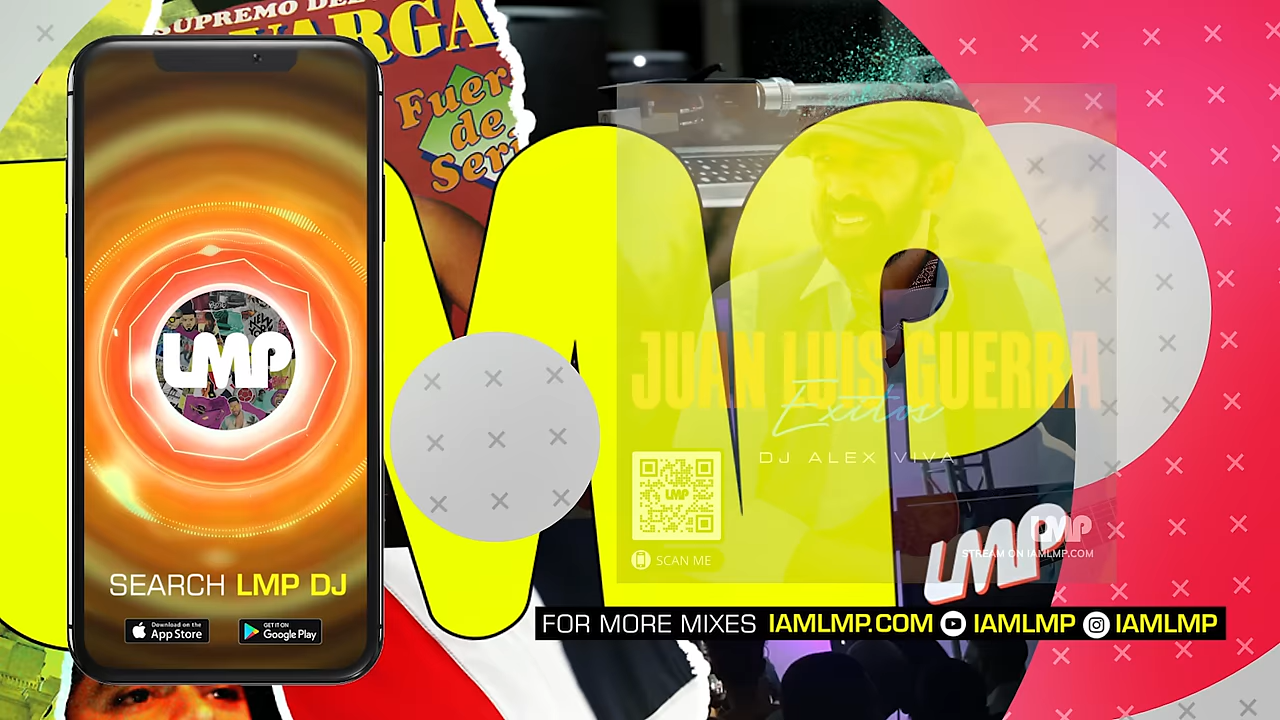 SUPREMO DEL
VARGA
Fuer
de
Seri
LMP
SEARCH LMP DJ
Download on the
App Store
GET IT ON
Google Play
JUAN LUIS GUERRA
Exitos
DJ ALEX VIVA
LMP
SCAN ME
LMP
STREAM ON IAMLMP.COM
LMP
FOR MORE MIXES IAMLMP.COM IAMLMP IAMLMP